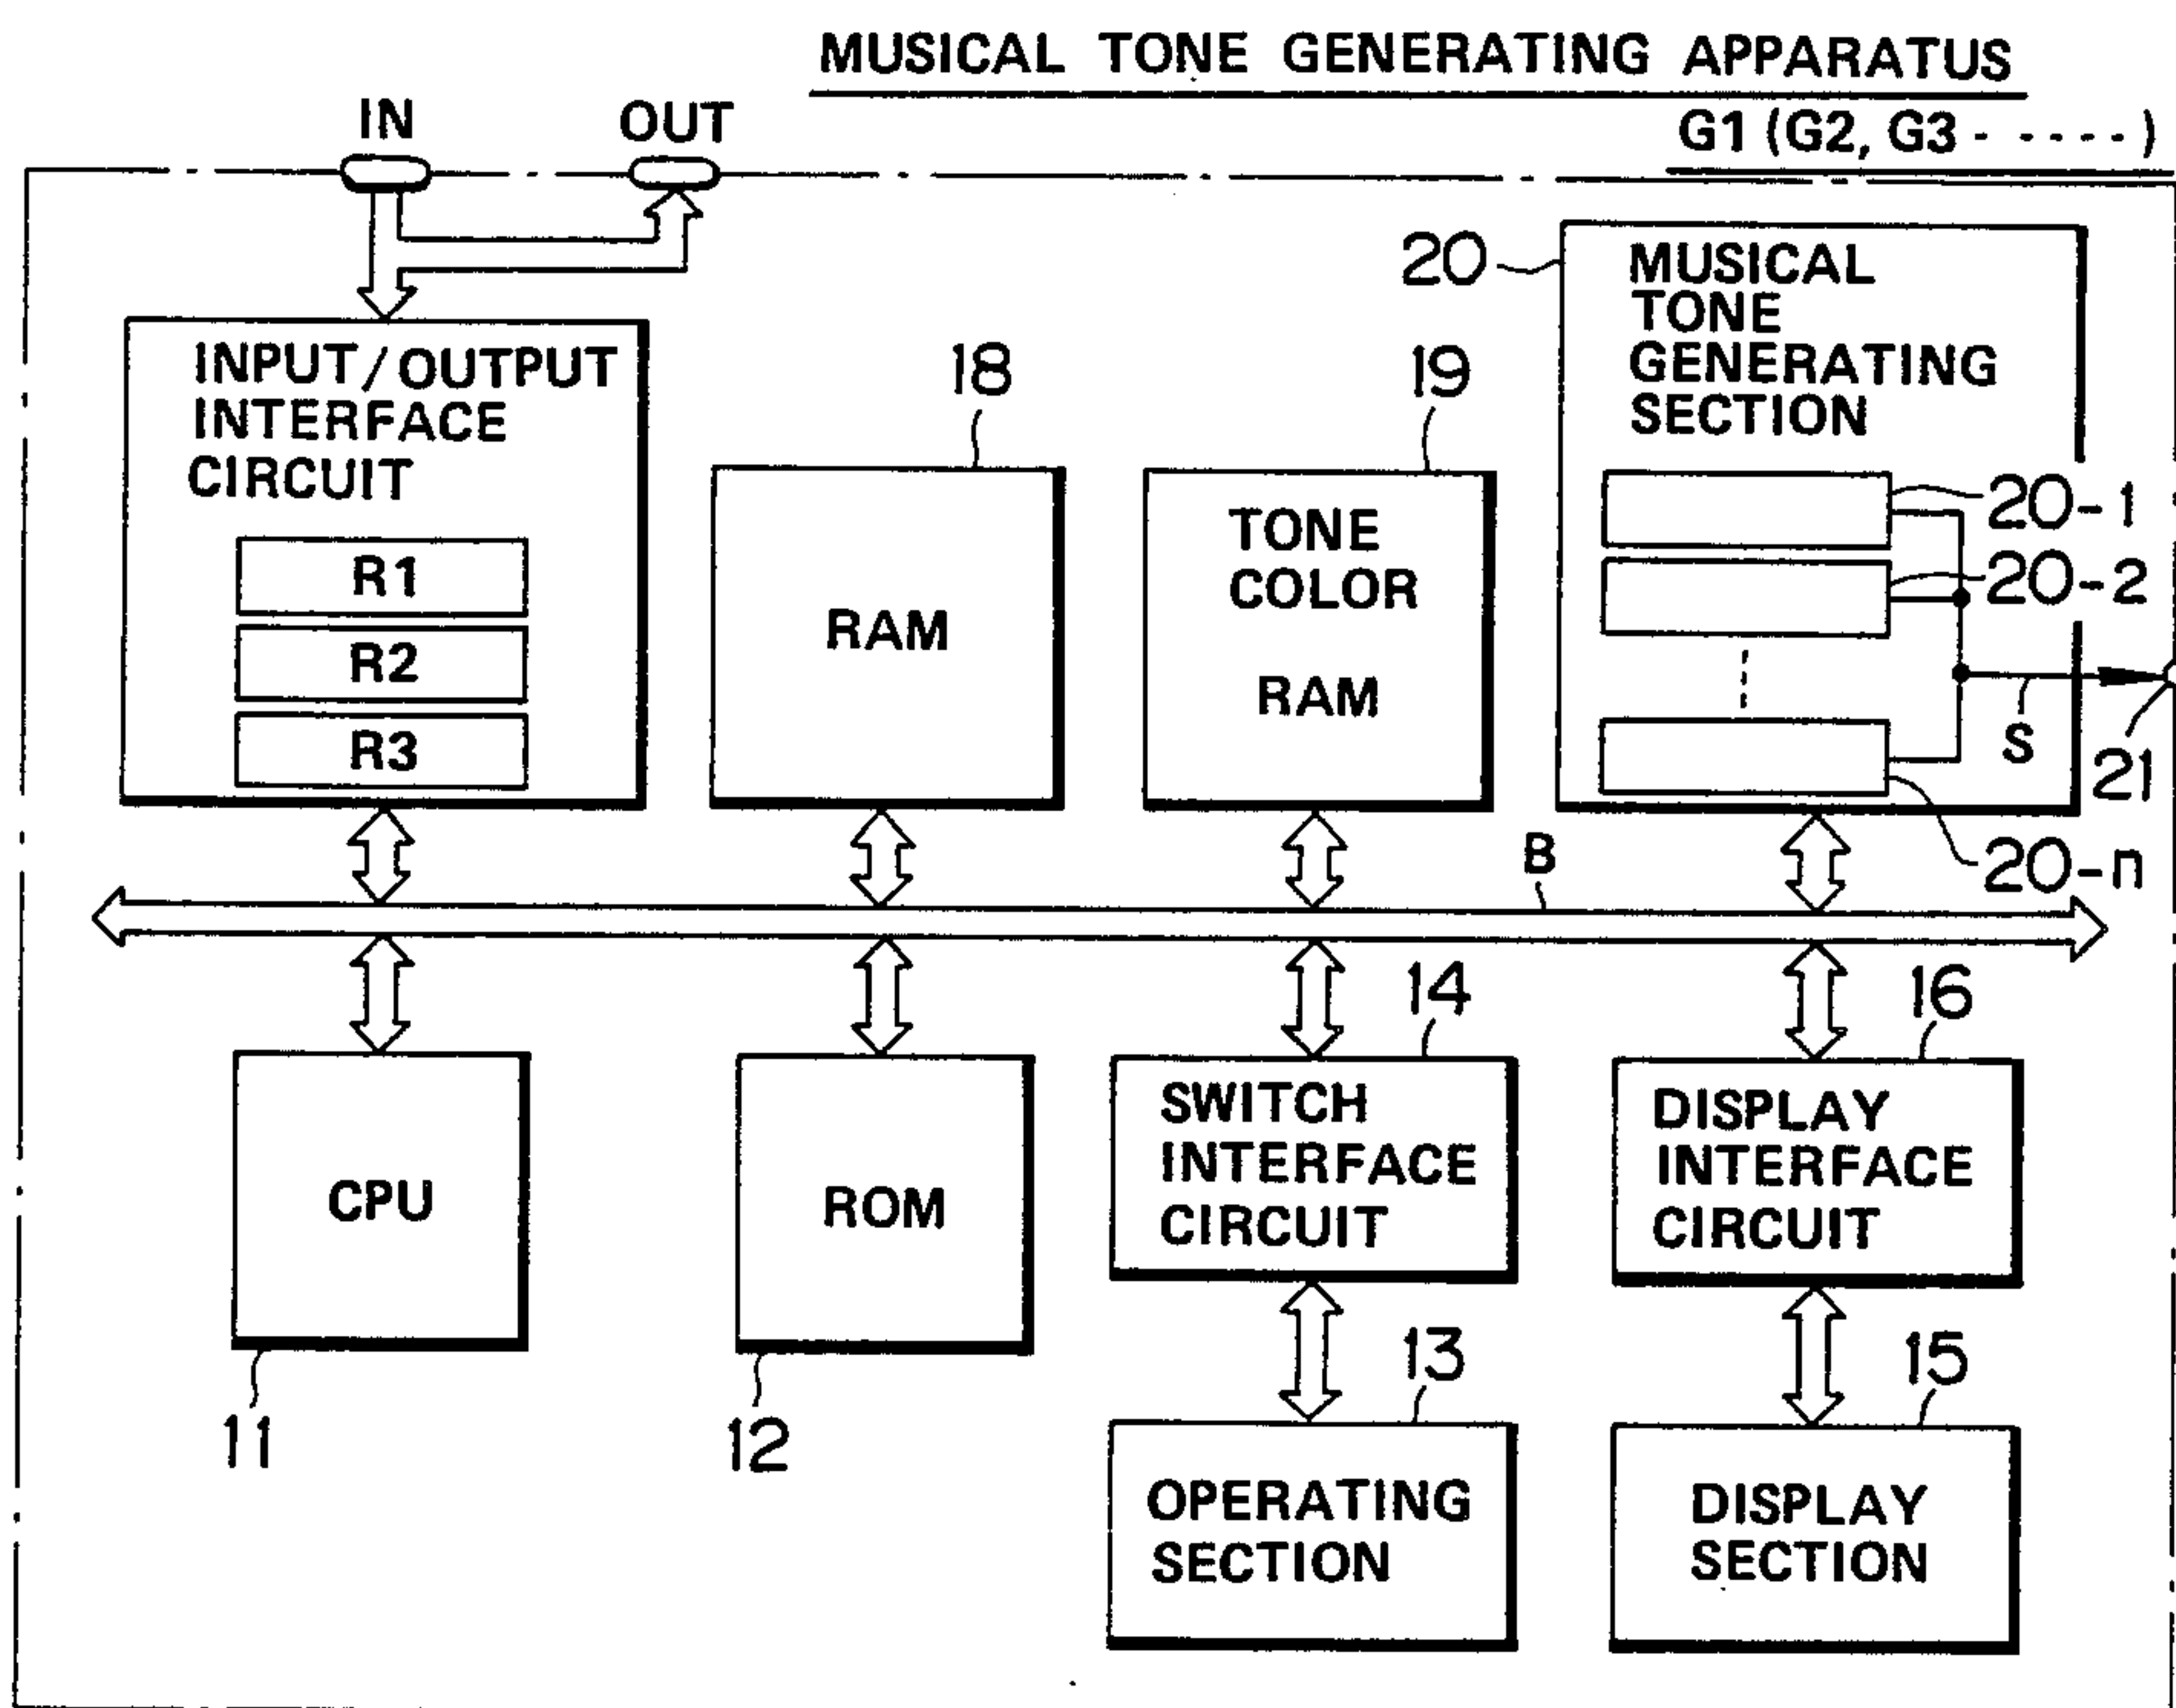 MUSICAL TONE GENERATING APPARATUS
G1 (G2, G3 - - - - - )
IN
OUT
20
MUSICAL
TONE
GENERATING
SECTION
INPUT/OUTPUT
INTERFACE
CIRCUIT
18
19
R1
R2
R3
RAM
TONE
COLOR
RAM
20-1
20-2
S
21
20-n
B
14
16
CPU
ROM
SWITCH
INTERFACE
CIRCUIT
DISPLAY
INTERFACE
CIRCUIT
11
12
13
15
OPERATING
SECTION
DISPLAY
SECTION